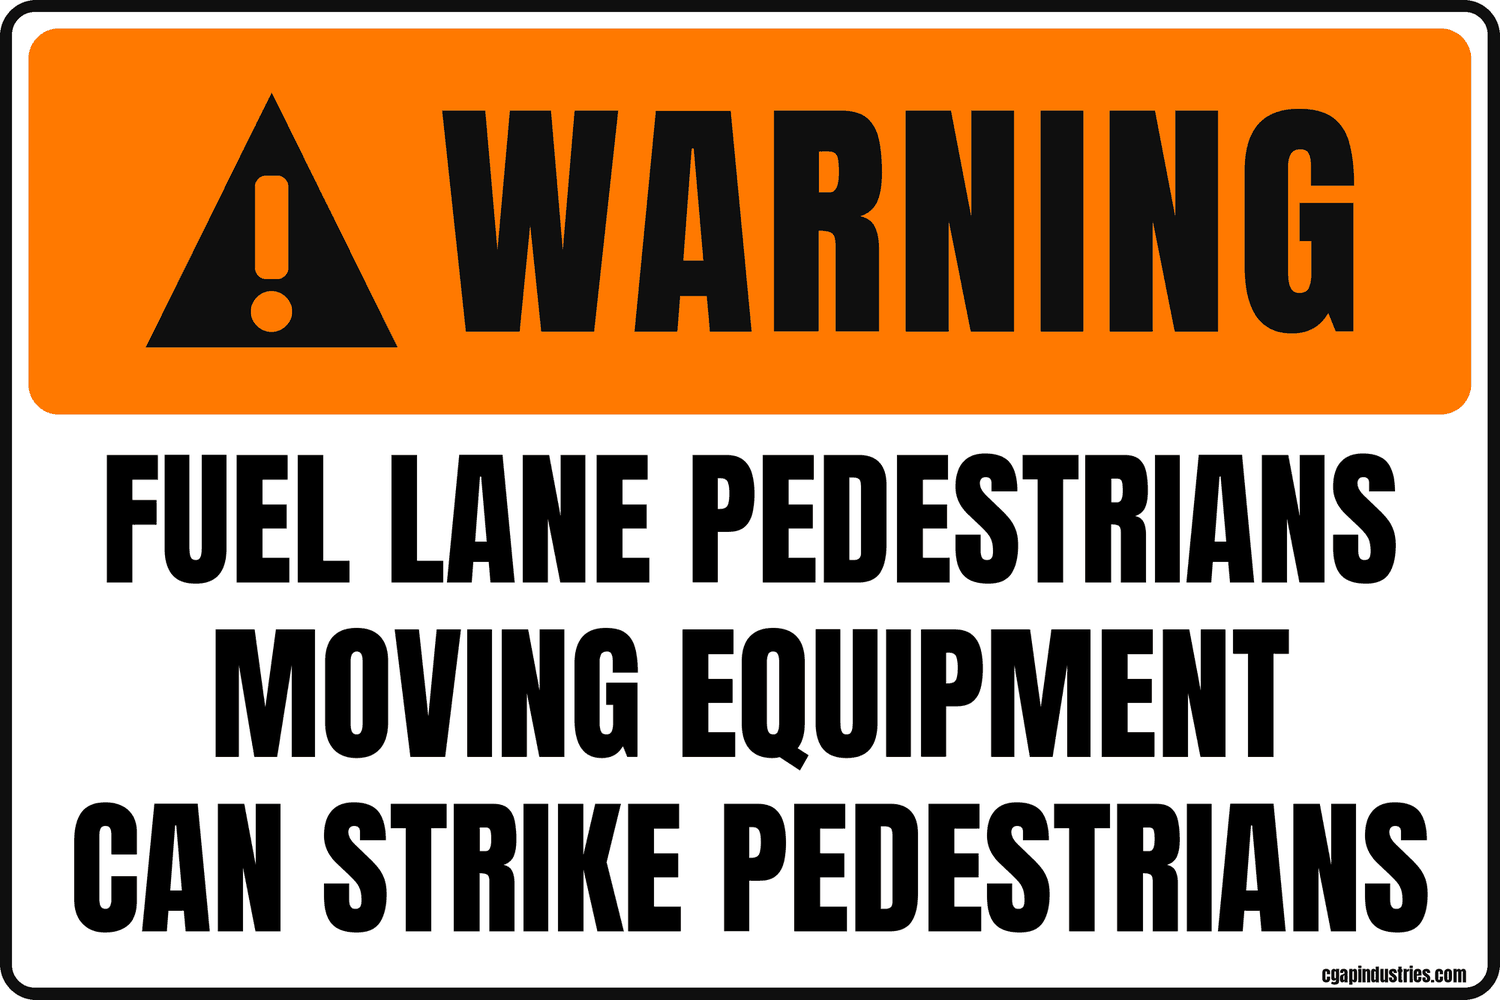 WARNING
FUEL LANE PEDESTRIANS
MOVING EQUIPMENT
CAN STRIKE PEDESTRIANS
cgapindustries.com